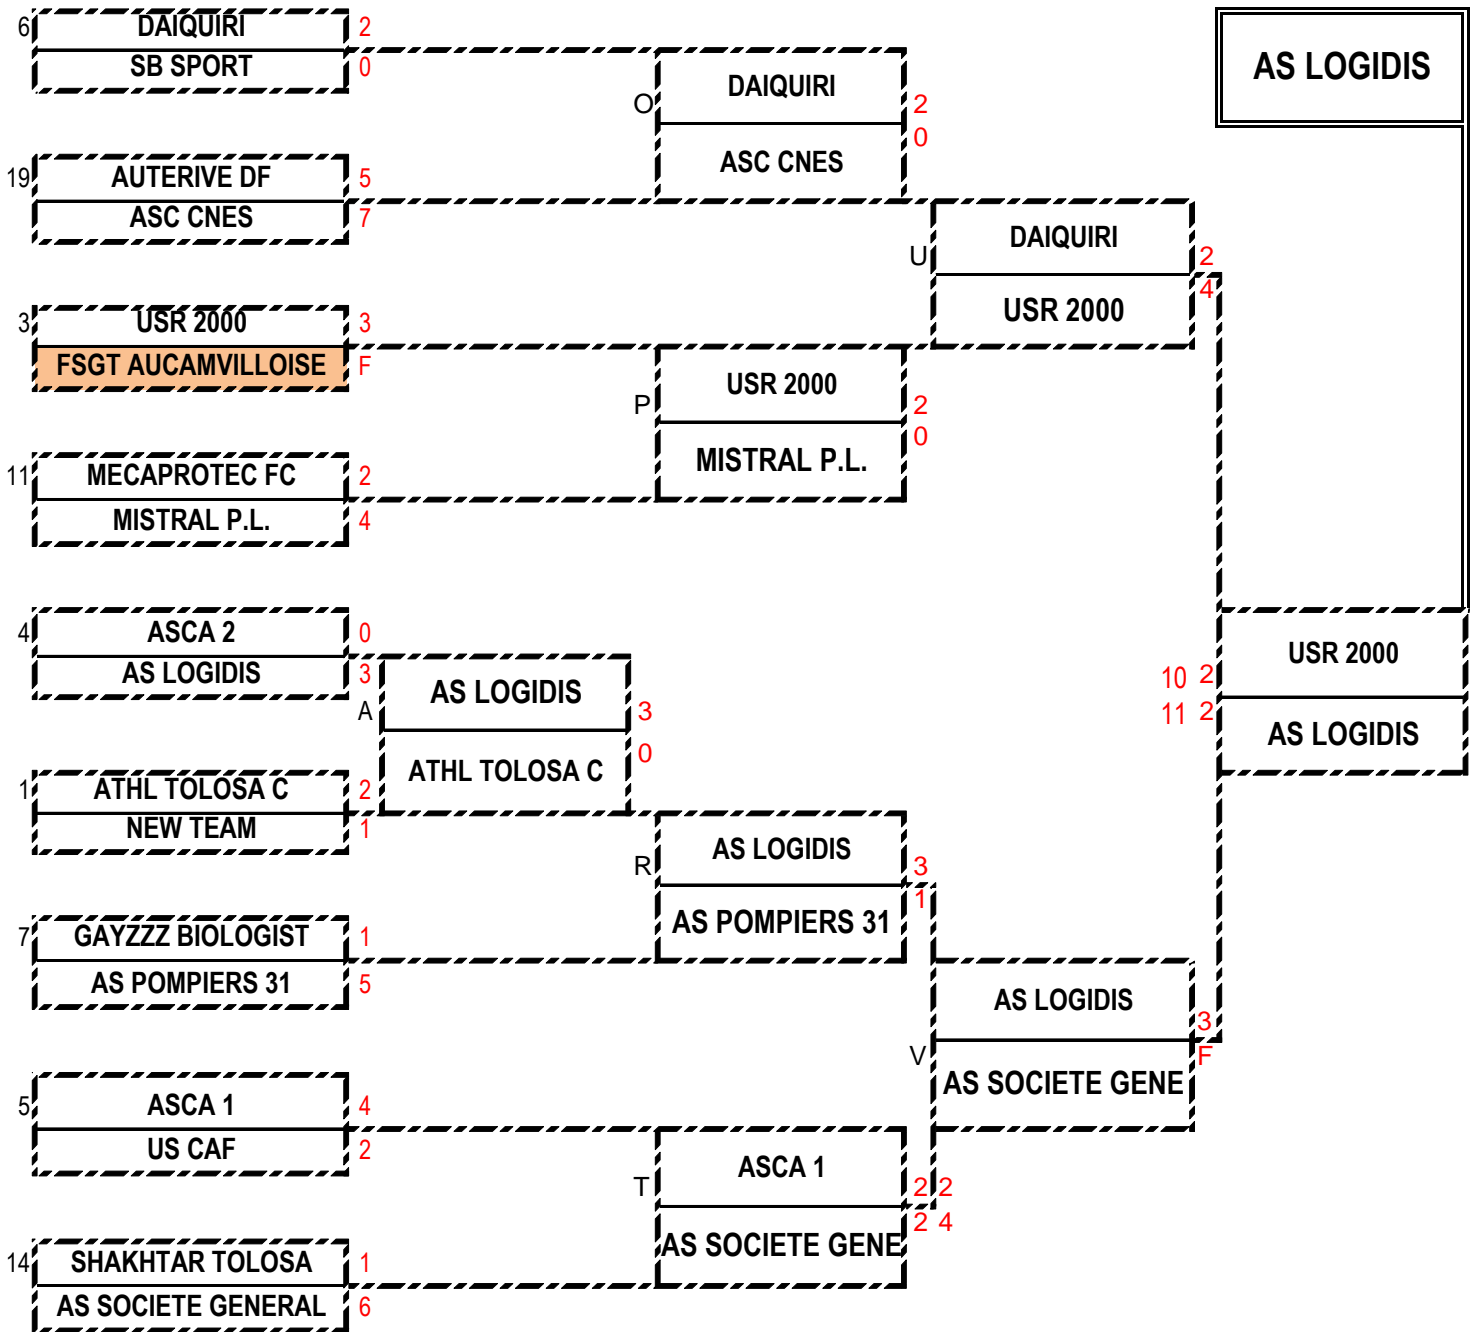 6 DAIQUIRI 2
SB SPORT 0
19 AUTERIVE DF 5
ASC CNES 7
3 USR 2000 3
FSGT AUCAMVILLOISE F
11 MECAPROTEC FC 2
MISTRAL P.L. 4
4 ASCA 2 0
AS LOGIDIS 3
1 ATHL TOLOSA C 2
NEW TEAM 1
7 GAYZZZ BIOLOGIST 1
AS POMPIERS 31 5
5 ASCA 1 4
US CAF 2
14 SHAKHTAR TOLOSA 1
AS SOCIETE GENERAL 6
A
AS LOGIDIS 3
ATHL TOLOSA C 0
O
DAIQUIRI 2
ASC CNES 0
P
USR 2000 2
MISTRAL P.L. 0
R
AS LOGIDIS 3
AS POMPIERS 31 1
T
ASCA 1 2 2
AS SOCIETE GENE 2 4
U
DAIQUIRI 2
USR 2000 4
V
AS LOGIDIS 3
AS SOCIETE GENE F
10 2 USR 2000
11 2 AS LOGIDIS
AS LOGIDIS